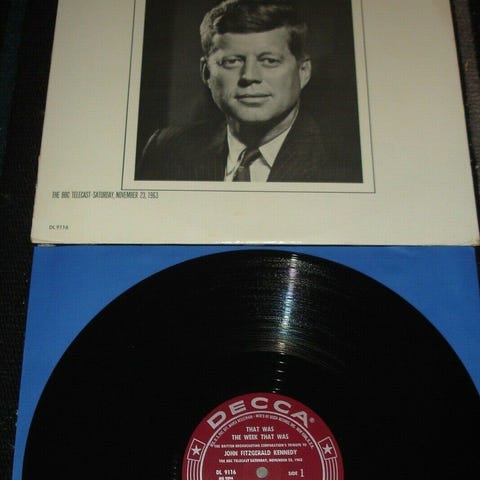 THE BBC TELECAST-SATURDAY, NOVEMBER 23, 1963
DL 9116
DECCA
THAT WAS
THE WEEK THAT WAS
THE BRITISH BROADCASTING CORPORATION'S TRIBUTE TO
JOHN FITZGERALD KENNEDY
THE BBC TELECAST SATURDAY, NOVEMBER 23, 1963
DL 9116
SIDE 1